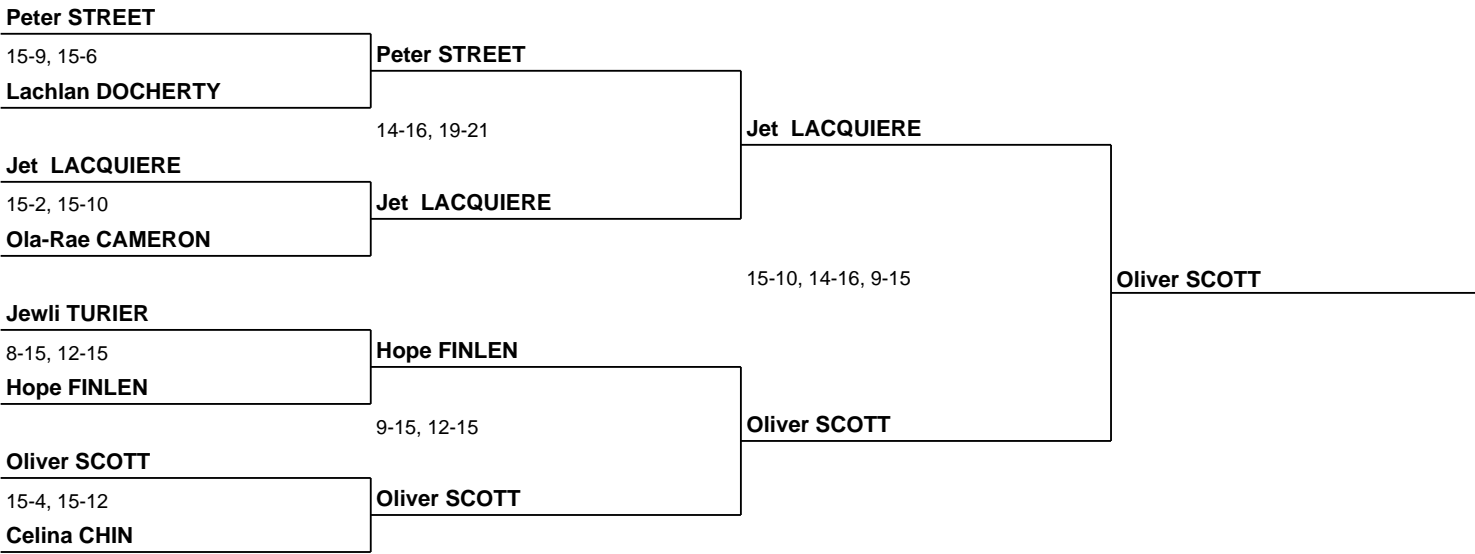 Peter STREET
15-9, 15-6
Peter STREET
Lachlan DOCHERTY
14-16, 19-21
Jet  LACQUIERE
Jet  LACQUIERE
15-2, 15-10
Jet  LACQUIERE
Ola-Rae CAMERON
15-10, 14-16, 9-15
Oliver SCOTT
Jewli TURIER
8-15, 12-15
Hope FINLEN
Hope FINLEN
9-15, 12-15
Oliver SCOTT
Oliver SCOTT
15-4, 15-12
Oliver SCOTT
Celina CHIN